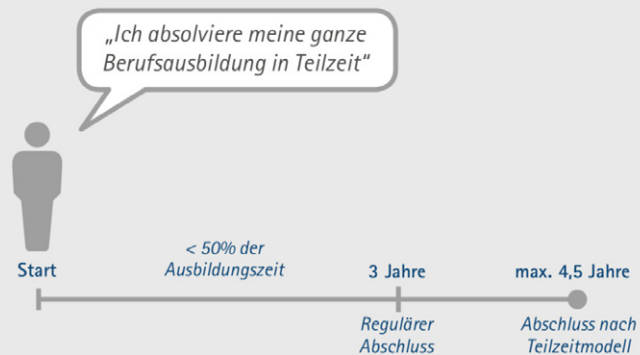 „Ich absolviere meine ganze
Berufsausbildung in Teilzeit“
< 50% der
Ausbildungszeit
Start
3 Jahre
max. 4,5 Jahre
Regulärer
Abschluss
Abschluss nach
Teilzeitmodell